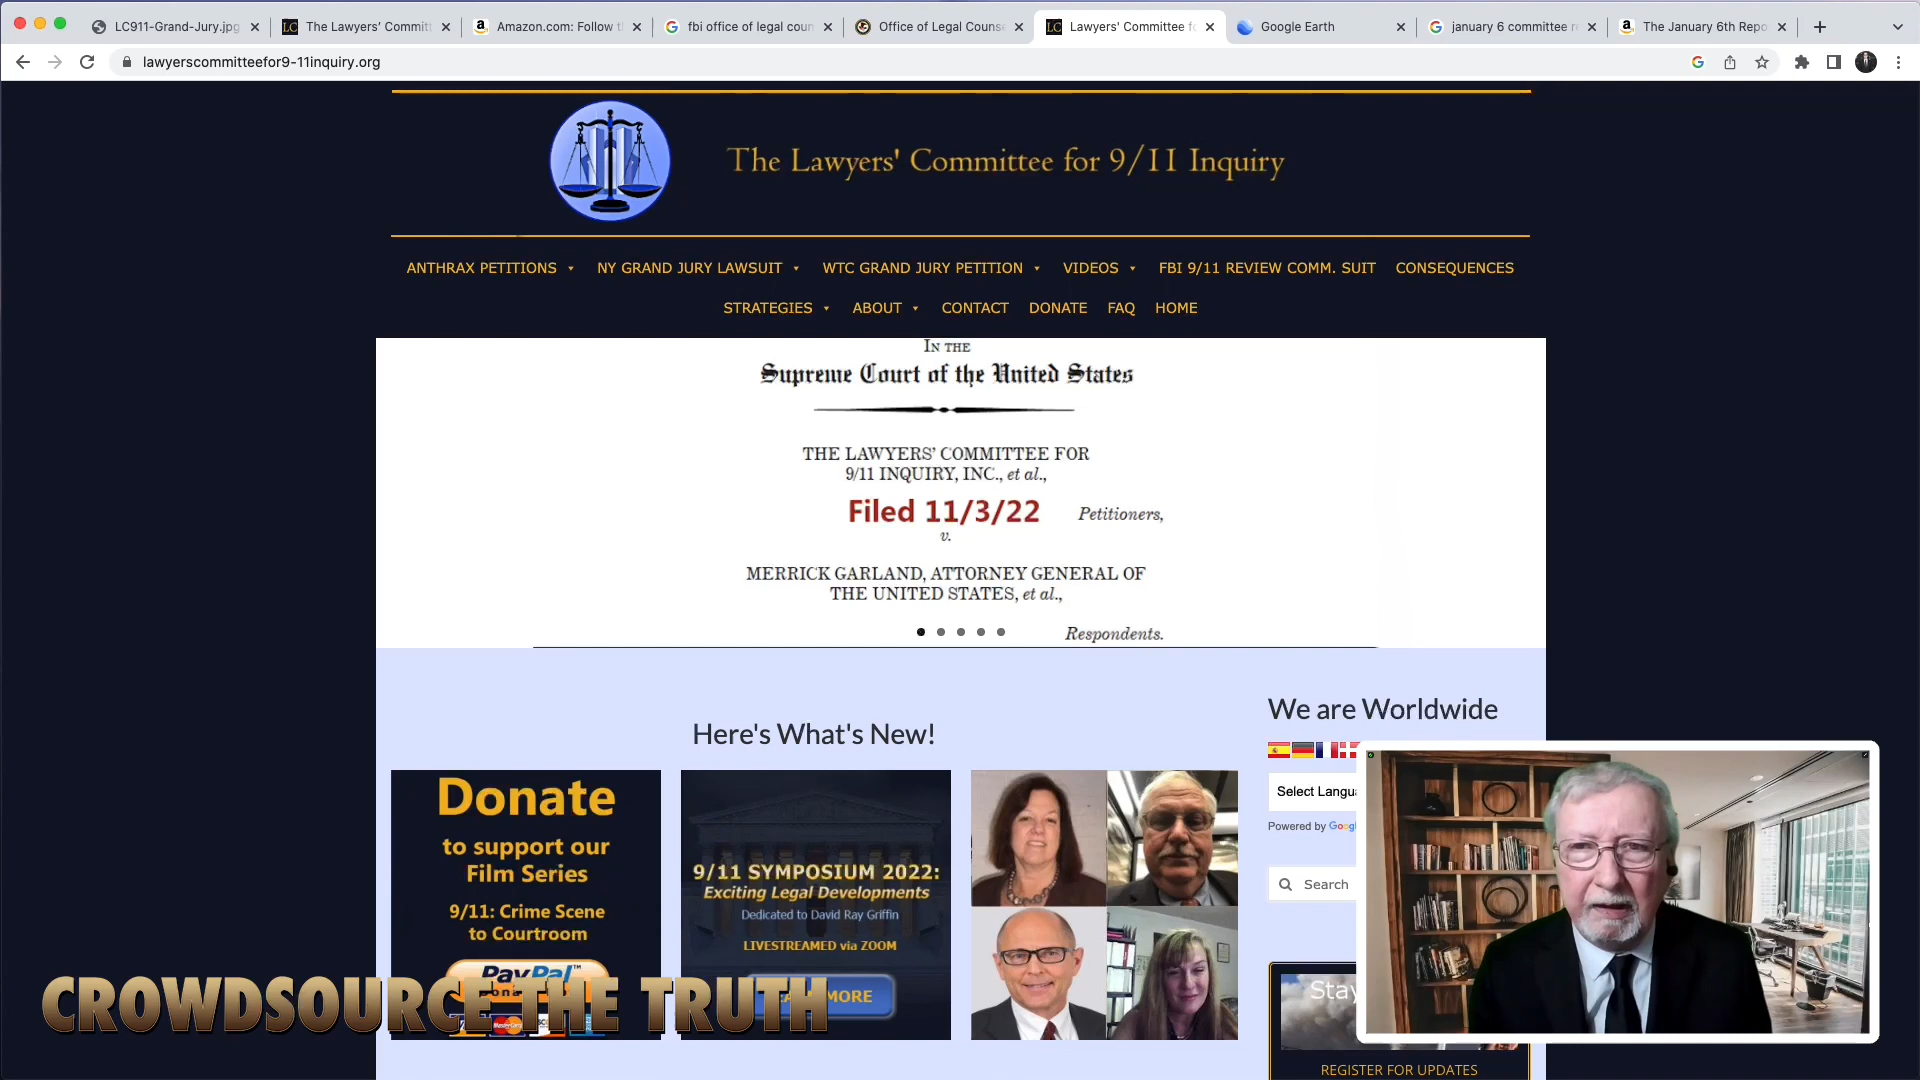 LC911-Grand-Jury.jpg
The Lawyers' Committ
Amazon.com: Follow t
fbi office of legal coun
Office of Legal Counse
Lawyers' Committee fo
Google Earth
january 6 committee r
The January 6th Repo
lawyerscommitteefor9-11inquiry.org
The Lawyers' Committee for 9/11 Inquiry
ANTHRAX PETITIONS NY GRAND JURY LAWSUIT WTC GRAND JURY PETITION VIDEOS FBI 9/11 REVIEW COMM. SUIT CONSEQUENCES
STRATEGIES ABOUT CONTACT DONATE FAQ HOME
IN THE
Supreme Court of the United States
THE LAWYERS' COMMITTEE FOR
9/11 INQUIRY, INC., et al.,
Filed 11/3/22
Petitioners,
v.
MERRICK GARLAND, ATTORNEY GENERAL OF
THE UNITED STATES, et al.,
Respondents.
Here's What's New!
Donate
to support our
Film Series
9/11: Crime Scene
to Courtroom
PayPal™
9/11 SYMPOSIUM 2022:
Exciting Legal Developments
Dedicated to David Ray Griffin
LIVESTREAMED via ZOOM
MORE
We are Worldwide
Select Langu
Powered by Googl
Search
Stay
REGISTER FOR UPDATES
CROWDSOURCE THE TRUTH